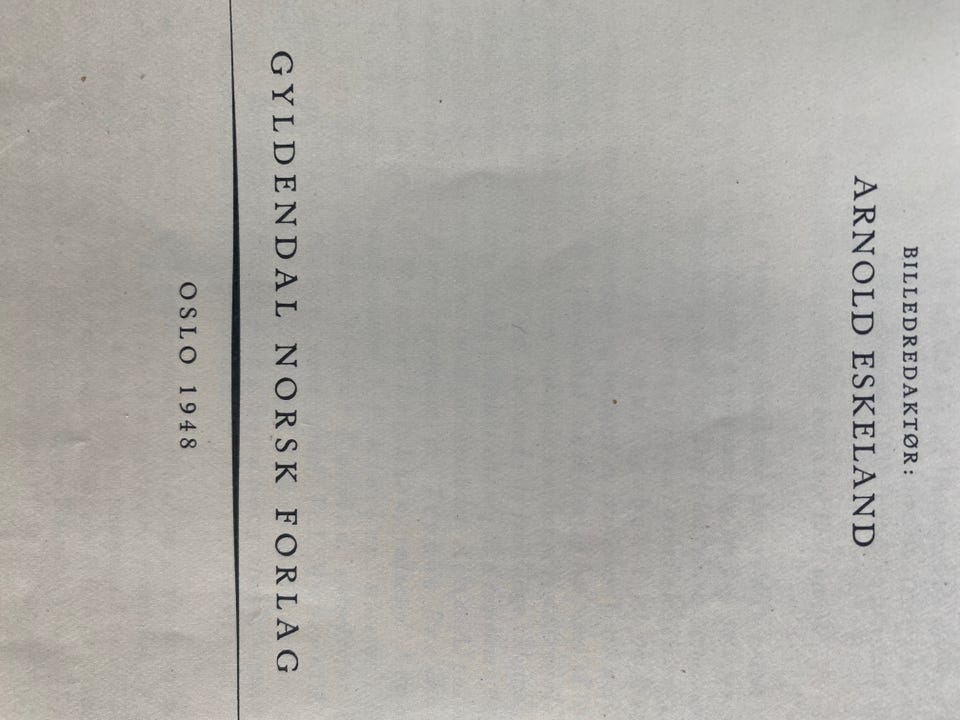 BILLEDREDAKTØR:
ARNOLD ESKELAND
GYLDENDAL NORSK FORLAG
OSLO 1948